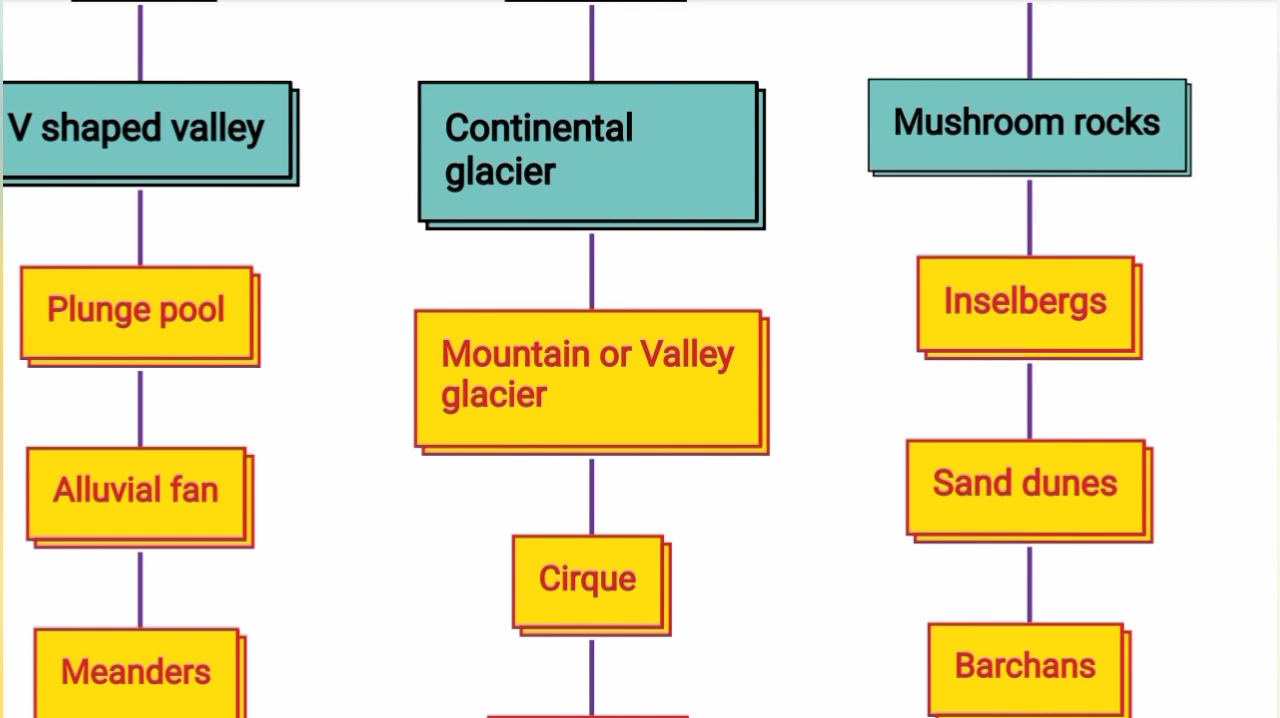 V shaped valley
Plunge pool
Alluvial fan
Meanders
Continental
glacier
Mountain or Valley
glacier
Cirque
Mushroom rocks
Inselbergs
Sand dunes
Barchans